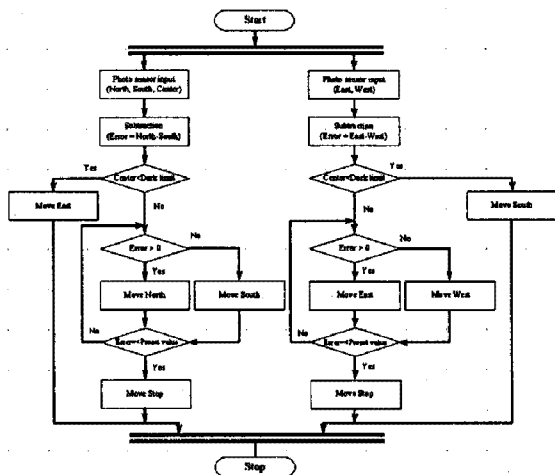 Start
Photo sensor input
(North, South, Center)
Photo sensor input
(East, West)
Subtraction
(Error = North-South)
Subtraction
(Error = East-West)
Yes
Center<Dark limit
Center<Dark limit
Yes
Move East
No
No
Move South
No
Error > 0
No
Error > 0
Yes
Yes
Move North
Move South
Move East
Move West
No
Error=<Preset value
No
Error=<Preset value
Yes
Yes
Move Stop
Move Stop
Stop